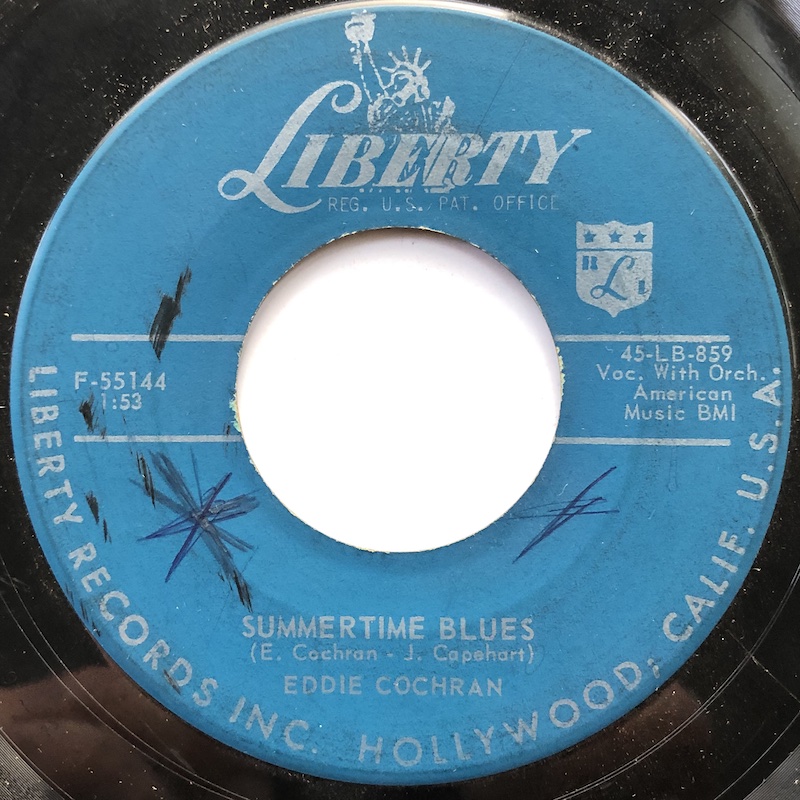 LIBERTY
REG. U.S. PAT. OFFICE
L
F-55144
1:53
45-LB-859
Voc. With Orch.
American
Music BMI
SUMMERTIME BLUES
(E. Cochran - J. Capehart)
EDDIE COCHRAN
LIBERTY RECORDS INC. HOLLYWOOD, CALIF. U.S.A.